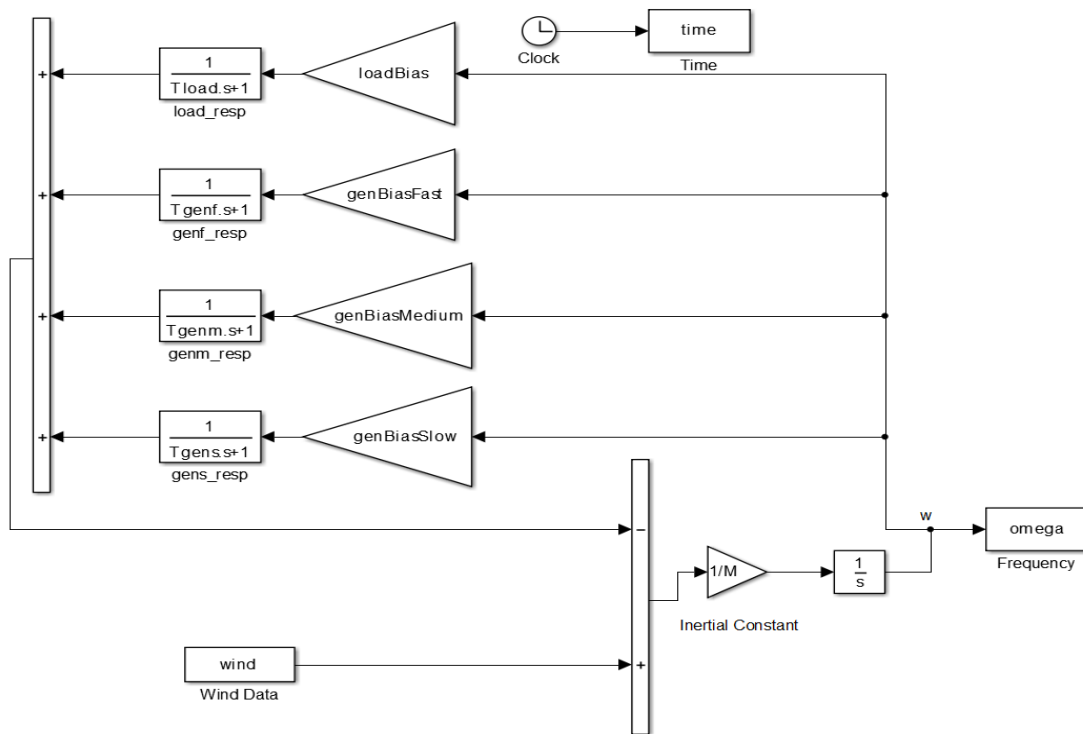 time
Clock
Time
+
1
Tload.s+1
load_resp
loadBias
+
1
Tgenf.s+1
genf_resp
genBiasFast
+
1
Tgenm.s+1
genm_resp
genBiasMedium
+
1
Tgens.s+1
gens_resp
genBiasSlow
−
w
omega
Frequency
1/M
1
s
Inertial Constant
wind
+
Wind Data